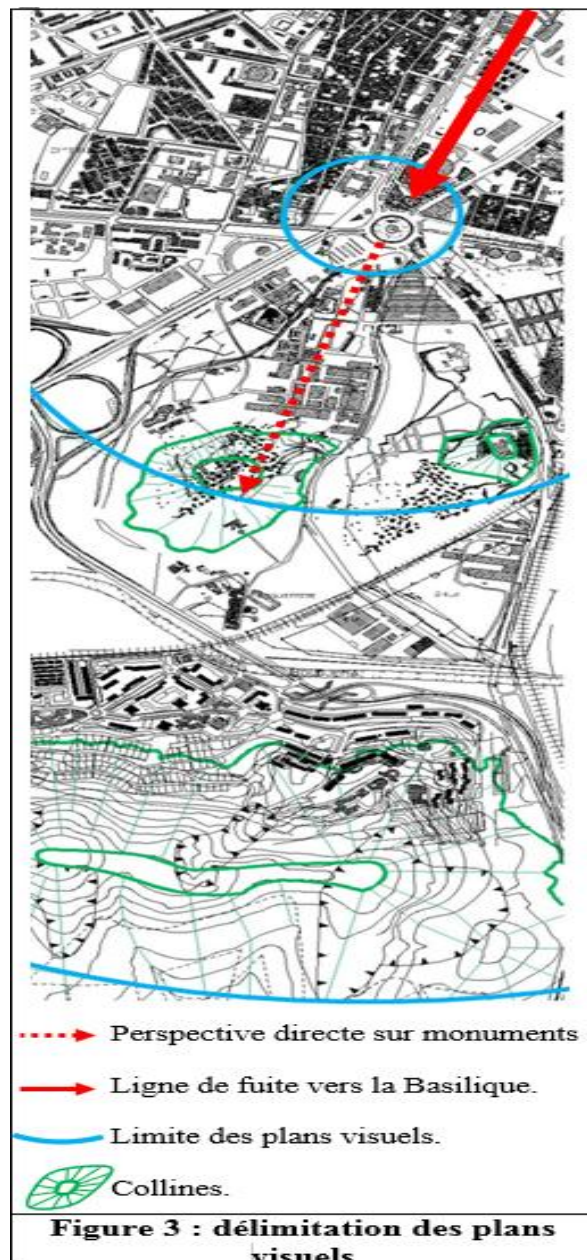 Perspective directe sur monuments
Ligne de fuite vers la Basilique.
Limite des plans visuels.
Collines.
Figure 3 : délimitation des plans
visuels